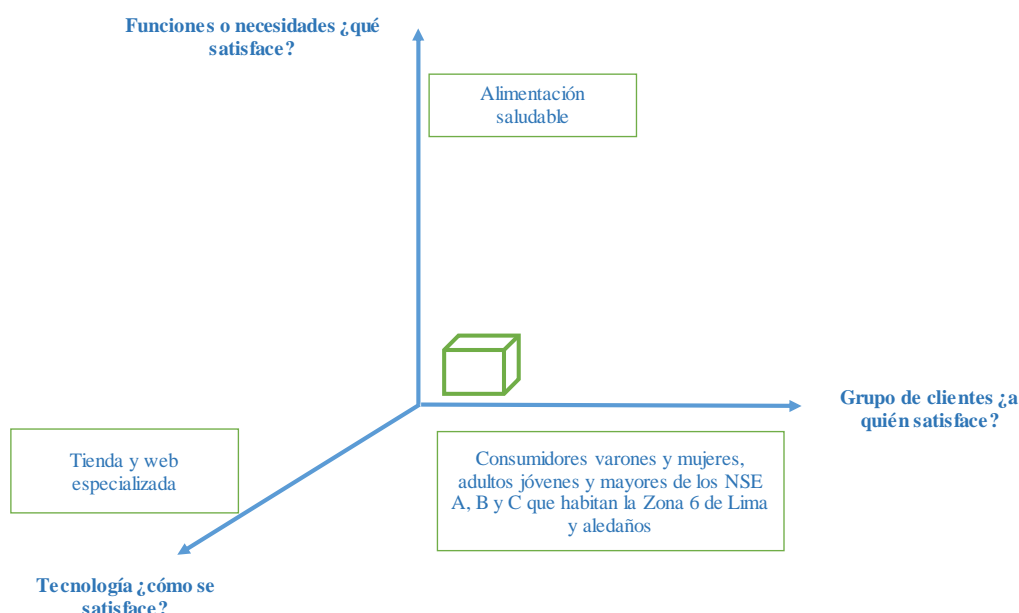 Funciones o necesidades ¿qué
satisface?
Alimentación
saludable
Grupo de clientes ¿a
quién satisface?
Tienda y web
especializada
Consumidores varones y mujeres,
adultos jóvenes y mayores de los NSE
A, B y C que habitan la Zona 6 de Lima
y aledaños
Tecnología ¿cómo se
satisface?